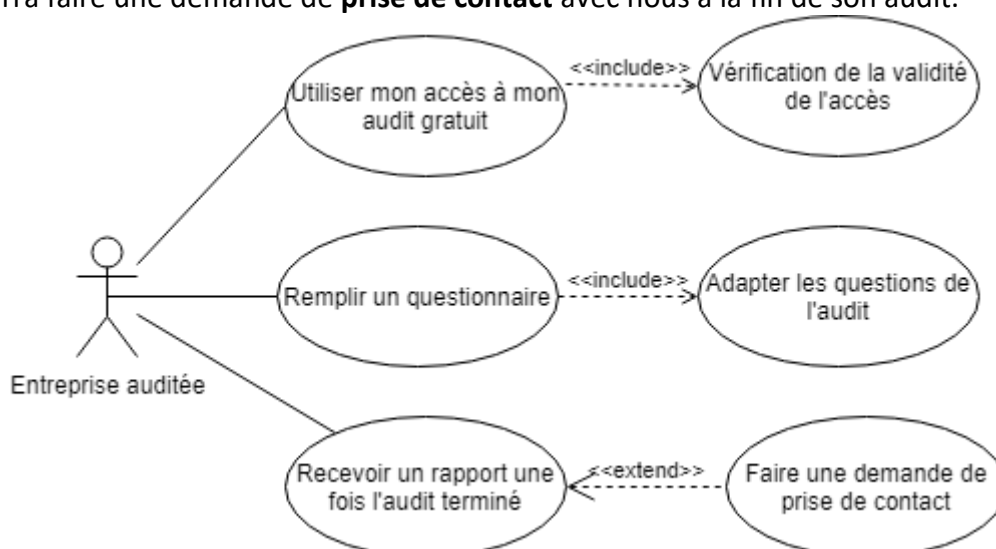 faire une demande de prise de contact avec nous à la fin de son audit.
<<include>>
Utiliser mon accès à mon
audit gratuit
Vérification de la validité
de l'accès
Remplir un questionnaire
<<include>>
Adapter les questions de
l'audit
Entreprise auditée
Recevoir un rapport une
fois l'audit terminé
<<extend>>
Faire une demande de
prise de contact